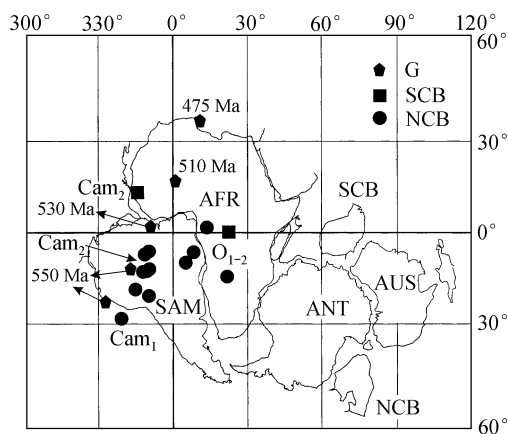 300° 330° 0° 30° 60° 90° 120°
60°
G
SCB
NCB
475 Ma
30°
510 Ma
Cam₂
AFR
SCB
530 Ma
0°
Cam₂
O₁₋₂
550 Ma
AUS
SAM
ANT
30°
Cam₁
NCB
60°